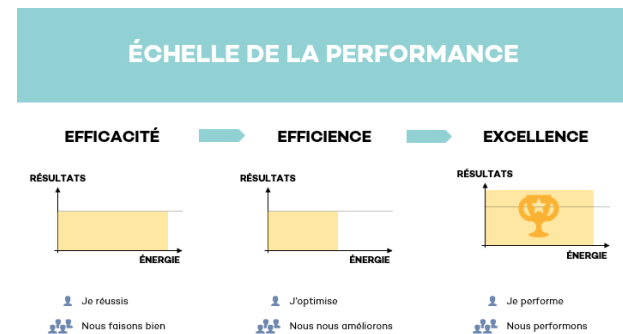 ÉCHELLE DE LA PERFORMANCE
EFFICACITÉ
EFFICIENCE
EXCELLENCE
RÉSULTATS
ÉNERGIE
RÉSULTATS
ÉNERGIE
RÉSULTATS
ÉNERGIE
Je réussis
J'optimise
Je performe
Nous faisons bien
Nous nous améliorons
Nous performons